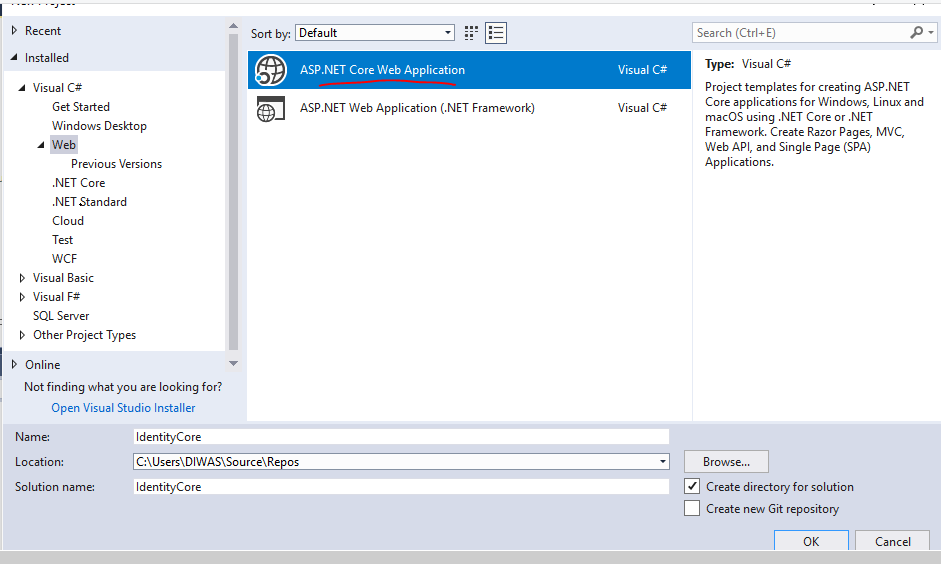 New Project
Recent
Installed
Visual C#
Get Started
Windows Desktop
Web
Previous Versions
.NET Core
.NET Standard
Cloud
Test
WCF
Visual Basic
Visual F#
SQL Server
Other Project Types
Online
Not finding what you are looking for?
Open Visual Studio Installer
Sort by: Default
ASP.NET Core Web Application Visual C#
ASP.NET Web Application (.NET Framework) Visual C#
Search (Ctrl+E)
Type: Visual C#
Project templates for creating ASP.NET
Core applications for Windows, Linux and
macOS using .NET Core or .NET
Framework. Create Razor Pages, MVC,
Web API, and Single Page (SPA)
Applications.
Name: IdentityCore
Location: C:\Users\DIWAS\Source\Repos Browse...
Solution name: IdentityCore Create directory for solution
Create new Git repository
OK Cancel